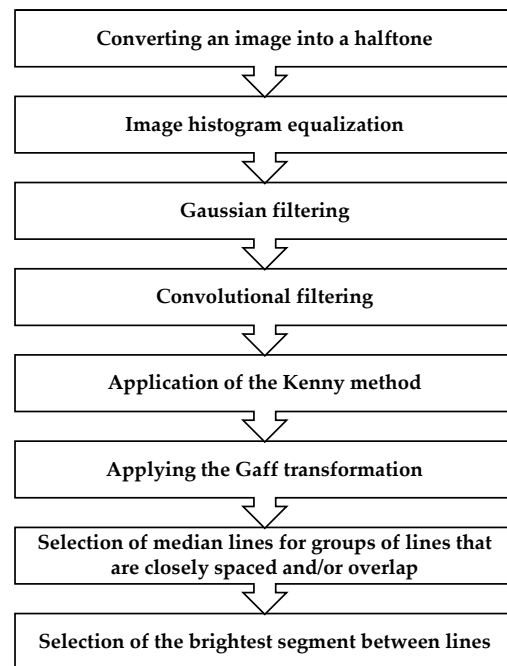 Converting an image into a halftone
Image histogram equalization
Gaussian filtering
Convolutional filtering
Application of the Kenny method
Applying the Gaff transformation
Selection of median lines for groups of lines that
are closely spaced and/or overlap
Selection of the brightest segment between lines